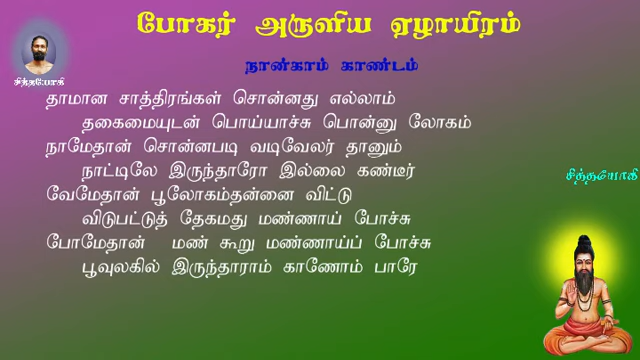 போகர் அருளிய ஏழாயிரம்
சித்தயோகி
நான்காம் காண்டம்
தாமான சாத்திரங்கள் சொன்னது எல்லாம்
தகைமையுடன் பொய்யாச்சு பொன்னு லோகம்
நாமேதான் சொன்னபடி வடிவேலர் தானும்
நாட்டிலே இருந்தாரோ இல்லை கண்டீர்
சித்தயோகி
வேமேதான் பூலோகம்தன்னை விட்டு
விடுபட்டுத் தேகமது மண்ணாய் போச்சு
போமேதான் மண் கூறு மண்ணாய்ப் போச்சு
பூவுலகில் இருந்தாராம் காணோம் பாரே